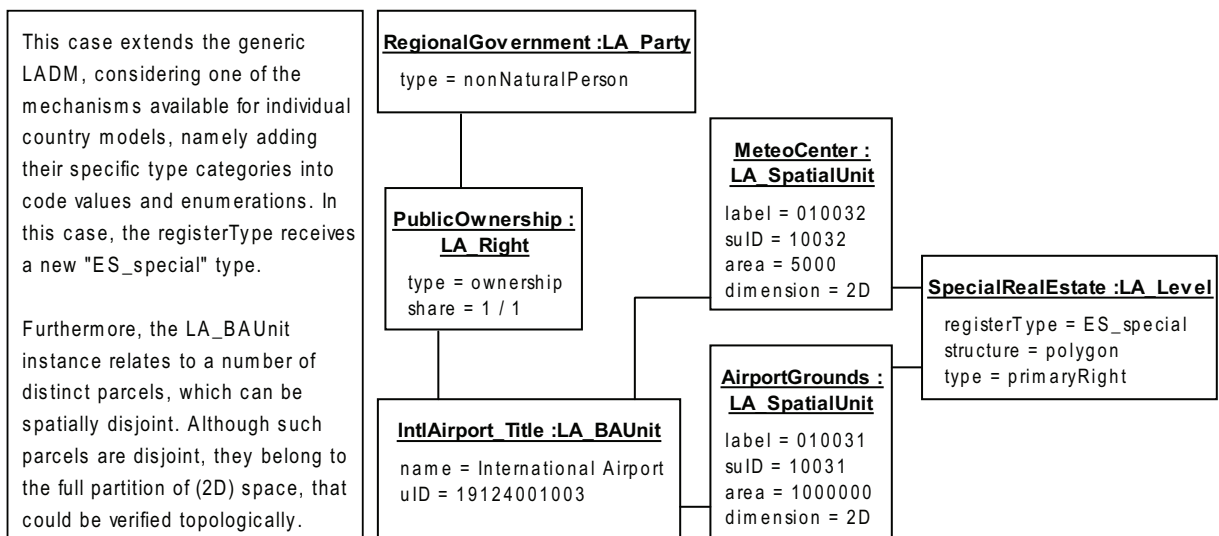 This case extends the generic
LADM, considering one of the
mechanisms available for individual
country models, namely adding
their specific type categories into
code values and enumerations. In
this case, the registerType receives
a new "ES_special" type.
Furthermore, the LA_BAUnit
instance relates to a number of
distinct parcels, which can be
spatially disjoint. Although such
parcels are disjoint, they belong to
the full partition of (2D) space, that
could be verified topologically.
RegionalGovernment :LA_Party
type = nonNaturalPerson
PublicOwnership :
LA_Right
type = ownership
share = 1 / 1
IntlAirport_Title :LA_BAUnit
name = International Airport
uID = 19124001003
MeteoCenter :
LA_SpatialUnit
label = 010032
suID = 10032
area = 5000
dimension = 2D
AirportGrounds :
LA_SpatialUnit
label = 010031
suID = 10031
area = 1000000
dimension = 2D
SpecialRealEstate :LA_Level
registerType = ES_special
structure = polygon
type = primaryRight